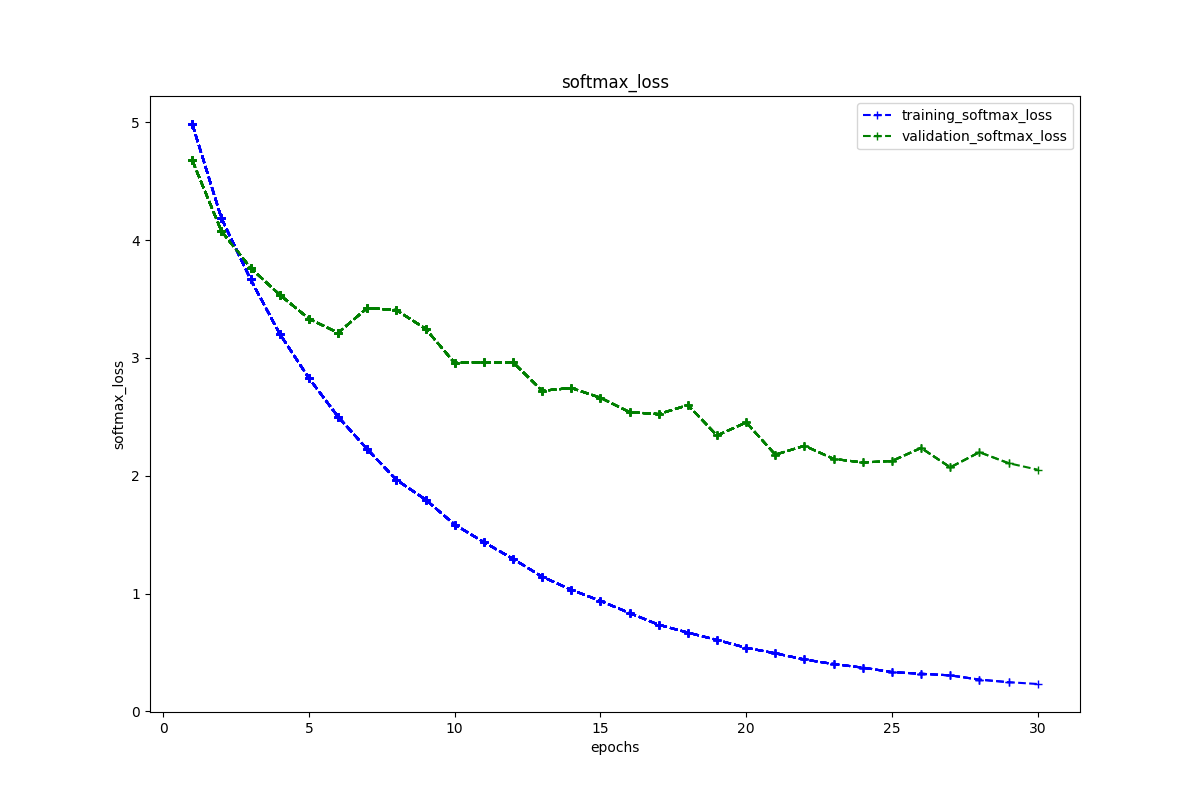 softmax_loss
training_softmax_loss
validation_softmax_loss
softmax_loss
5
4
3
2
1
0
0 5 10 15 20 25 30
epochs